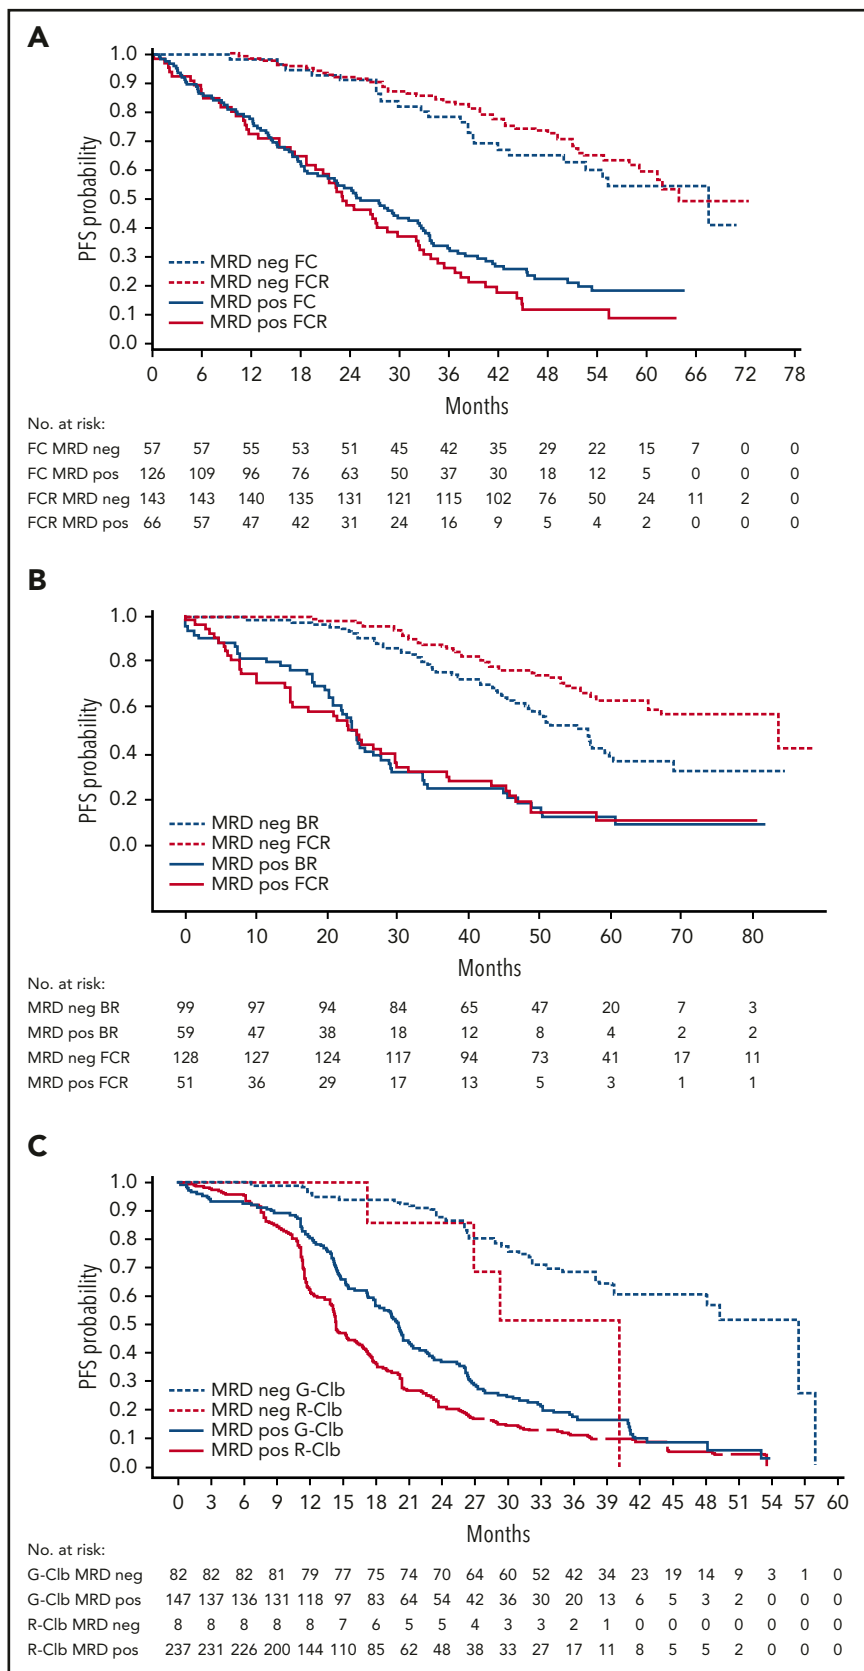 A
1.0
0.9
0.8
0.7
0.6
0.5
0.4
0.3
0.2
0.1
0.0
PFS probability
MRD neg FC
MRD neg FCR
MRD pos FC
MRD pos FCR
0 6 12 18 24 30 36 42 48 54 60 66 72 78
Months
No. at risk:
FC MRD neg 57 57 55 53 51 45 42 35 29 22 15 7 0 0
FC MRD pos 126 109 96 76 63 50 37 30 18 12 5 0 0 0
FCR MRD neg 143 143 140 135 131 121 115 102 76 50 24 11 2 0
FCR MRD pos 66 57 47 42 31 24 16 9 5 4 2 0 0 0
B
1.0
0.8
0.6
0.4
0.2
0.0
PFS probability
MRD neg BR
MRD neg FCR
MRD pos BR
MRD pos FCR
0 10 20 30 40 50 60 70 80
Months
No. at risk:
MRD neg BR 99 97 94 84 65 47 20 7 3
MRD pos BR 59 47 38 18 12 8 4 2 2
MRD neg FCR 128 127 124 117 94 73 41 17 11
MRD pos FCR 51 36 29 17 13 5 3 1 1
C
1.0
0.9
0.8
0.7
0.6
0.5
0.4
0.3
0.2
0.1
0.0
PFS probability
MRD neg G-Clb
MRD neg R-Clb
MRD pos G-Clb
MRD pos R-Clb
0 3 6 9 12 15 18 21 24 27 30 33 36 39 42 45 48 51 54 57 60
Months
No. at risk:
G-Clb MRD neg 82 82 82 81 79 77 75 74 70 64 60 52 42 34 23 19 14 9 3 1 0
G-Clb MRD pos 147 137 136 131 118 97 83 64 54 42 36 30 20 13 6 5 3 2 0 0 0
R-Clb MRD neg 8 8 8 8 8 7 6 5 5 4 3 3 2 1 0 0 0 0 0 0 0
R-Clb MRD pos 237 231 226 200 144 110 85 62 48 38 33 27 17 11 8 5 5 2 0 0 0